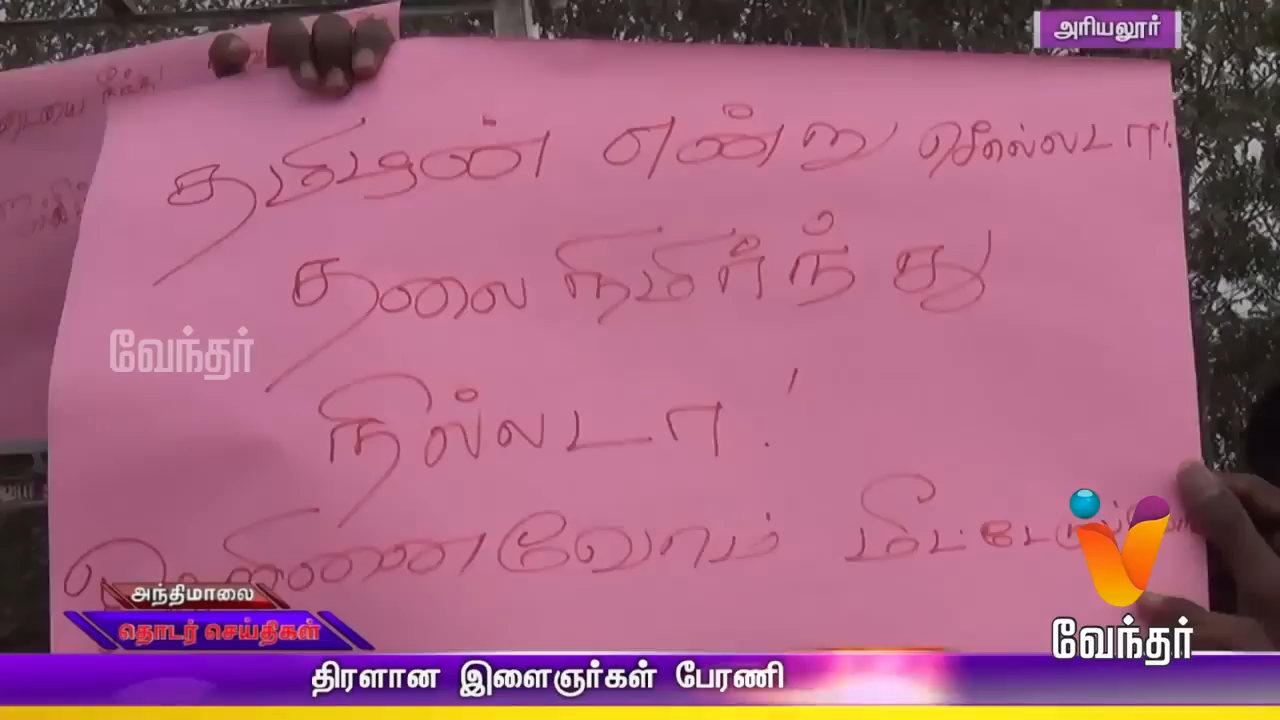 அரியலூர்
தமிழன் என்று சொல்லடா!
தலை நிமிர்ந்து
நில்லடா!
வேந்தர்
அந்திமாலை
தொடர் செய்திகள்
வேந்தர்
திரளான இளைஞர்கள் பேரணி